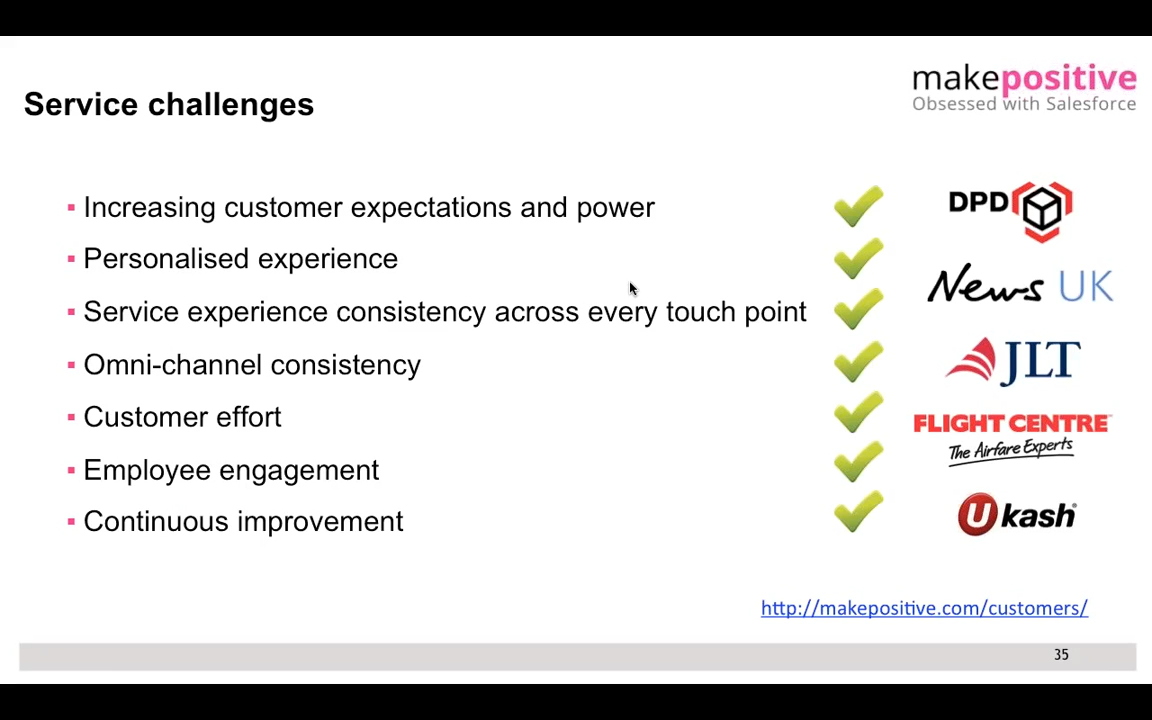 makepositive
Obsessed with Salesforce
Service challenges
Increasing customer expectations and power
Personalised experience
Service experience consistency across every touch point
Omni-channel consistency
Customer effort
Employee engagement
Continuous improvement
DPD
News UK
JLT
FLIGHT CENTRE
The Airfare Experts
Ukash
http://makepositive.com/customers/
35